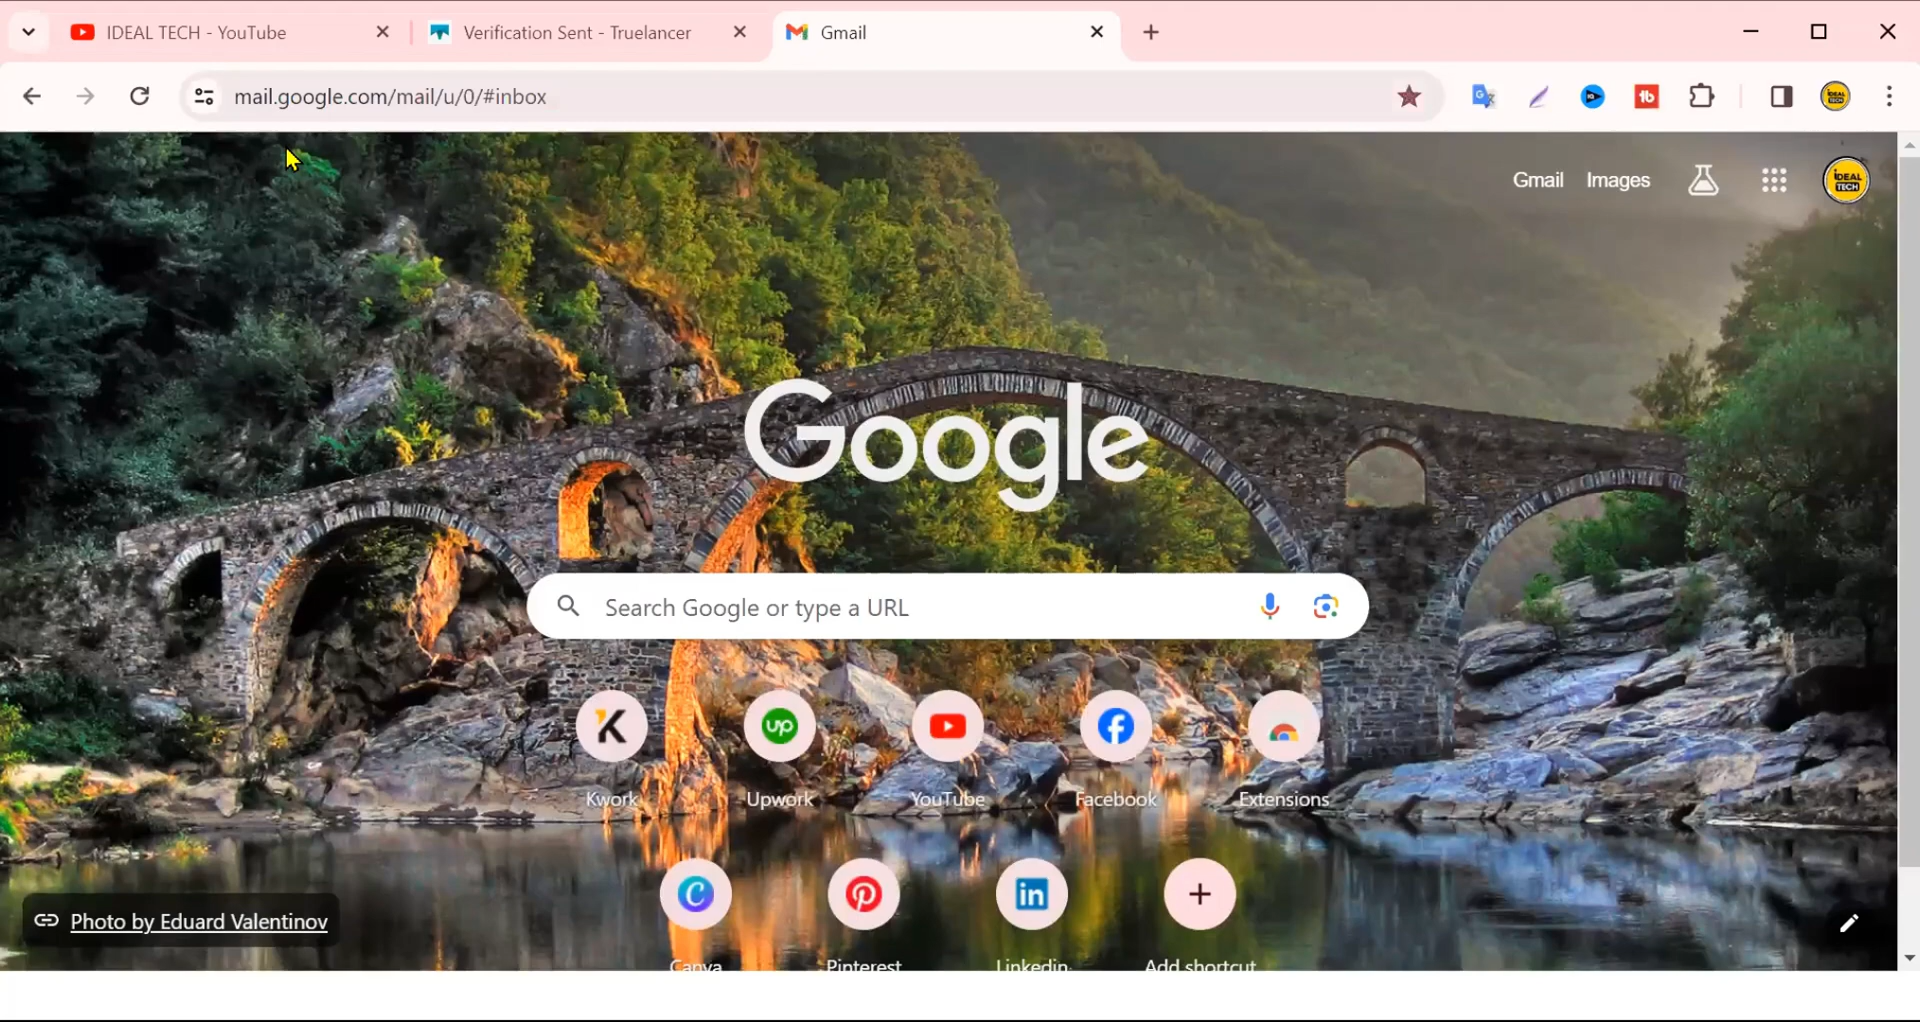 IDEAL TECH - YouTube
Verification Sent - Truelancer
Gmail
mail.google.com/mail/u/0/#inbox
Gmail
Images
Google
Search Google or type a URL
Kwork
Upwork
YouTube
Facebook
Extensions
Canva
Pinterest
Linkedin
Add shortcut
Photo by Eduard Valentinov